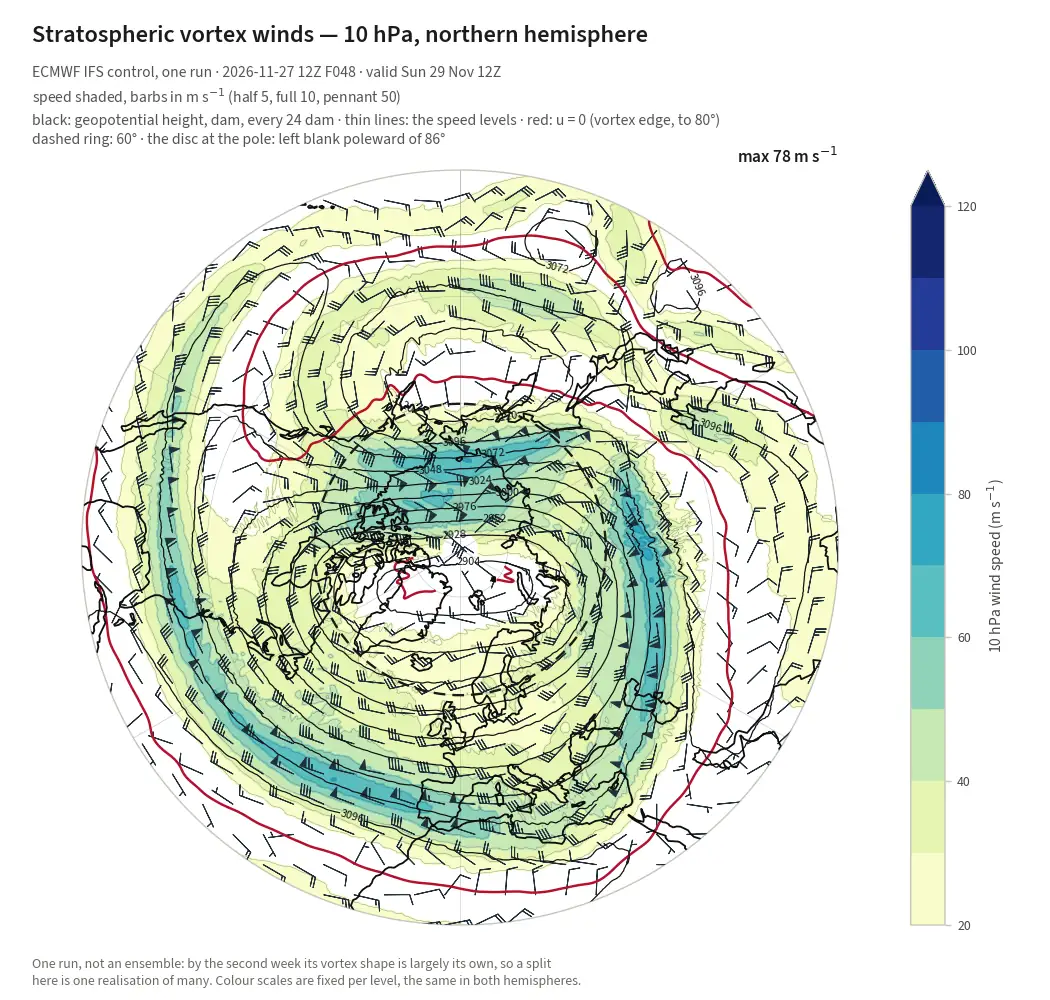 Stratospheric vortex winds — 10 hPa, northern hemisphere
ECMWF IFS control, one run · 2026-11-27 12Z F048 · valid Sun 29 Nov 12Z
speed shaded, barbs in m s⁻¹ (half 5, full 10, pennant 50)
black: geopotential height, dam, every 24 dam · thin lines: the speed levels · red: u = 0 (vortex edge, to 80°)
dashed ring: 60° · the disc at the pole: left blank poleward of 86°
max 78 m s⁻¹
120
100
80
60
40
20
10 hPa wind speed (m s⁻¹)
3072
3096
3096
3096
3072
3048
3024
2976
2952
2928
2904
3096
One run, not an ensemble: by the second week its vortex shape is largely its own, so a split
here is one realisation of many. Colour scales are fixed per level, the same in both hemispheres.